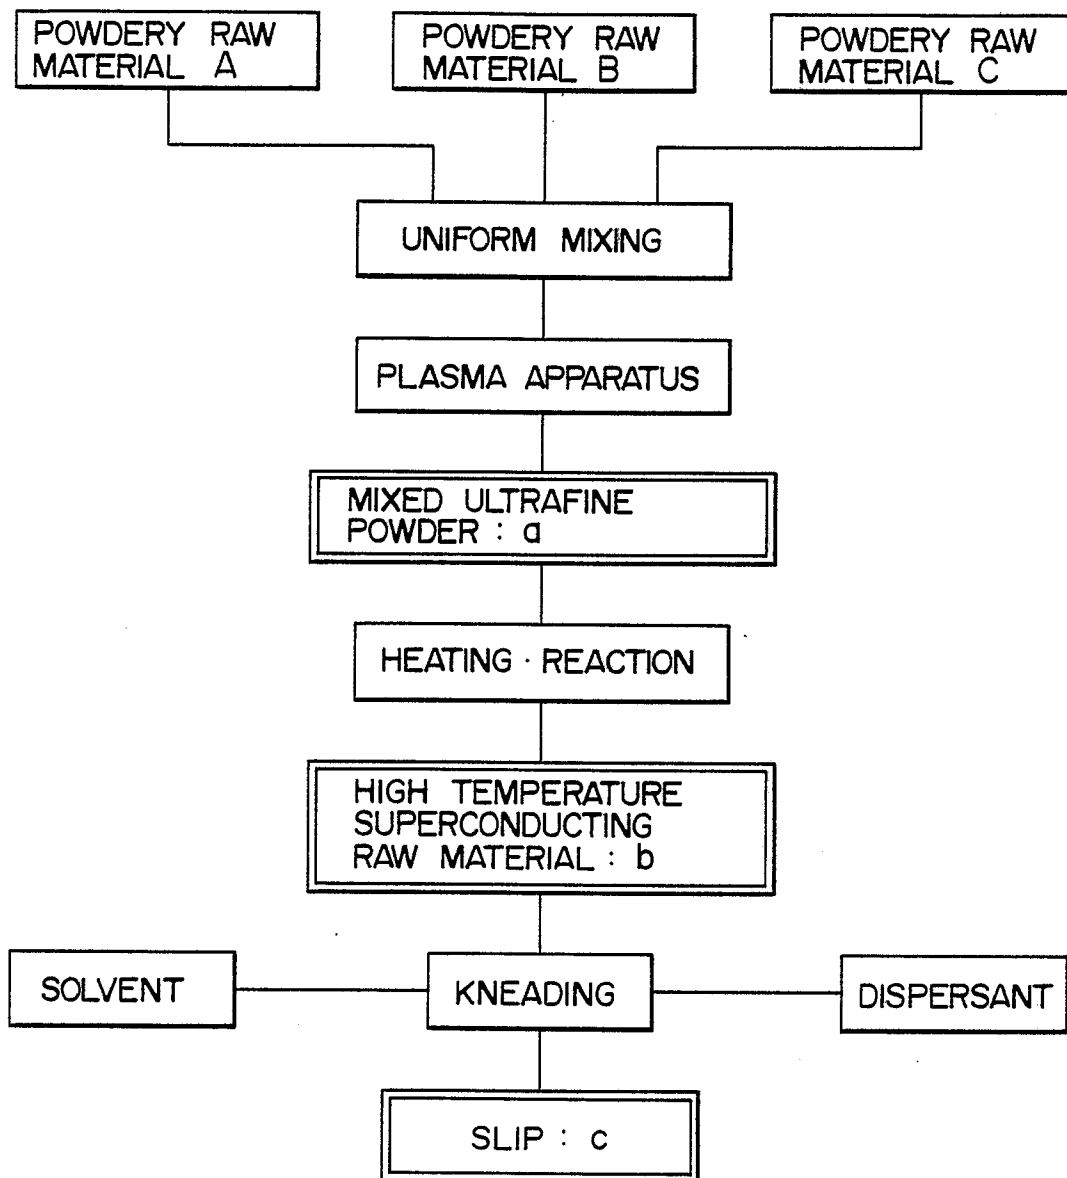 POWDERY RAW
MATERIAL A
POWDERY RAW
MATERIAL B
POWDERY RAW
MATERIAL C
UNIFORM MIXING
PLASMA APPARATUS
MIXED ULTRAFINE
POWDER : a
HEATING · REACTION
HIGH TEMPERATURE
SUPERCONDUCTING
RAW MATERIAL : b
SOLVENT
KNEADING
DISPERSANT
SLIP : c